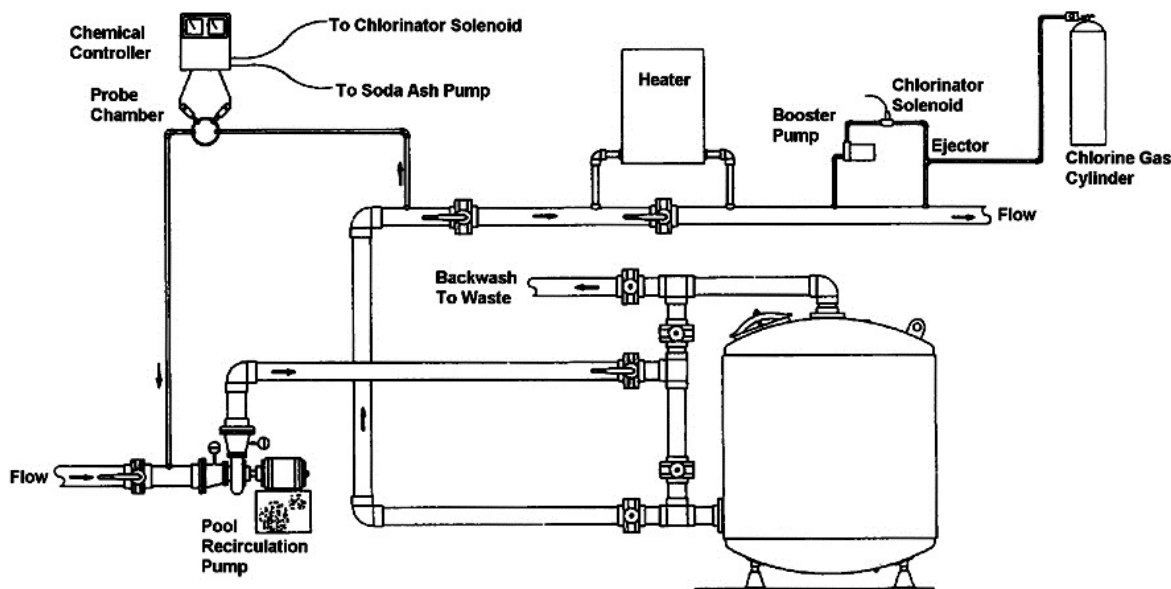 Chemical
Controller
To Chlorinator Solenoid
To Soda Ash Pump
Probe
Chamber
Heater
Chlorinator
Solenoid
Booster
Pump
Ejector
Chlorine Gas
Cylinder
Flow
Backwash
To Waste
Flow
Pool
Recirculation
Pump